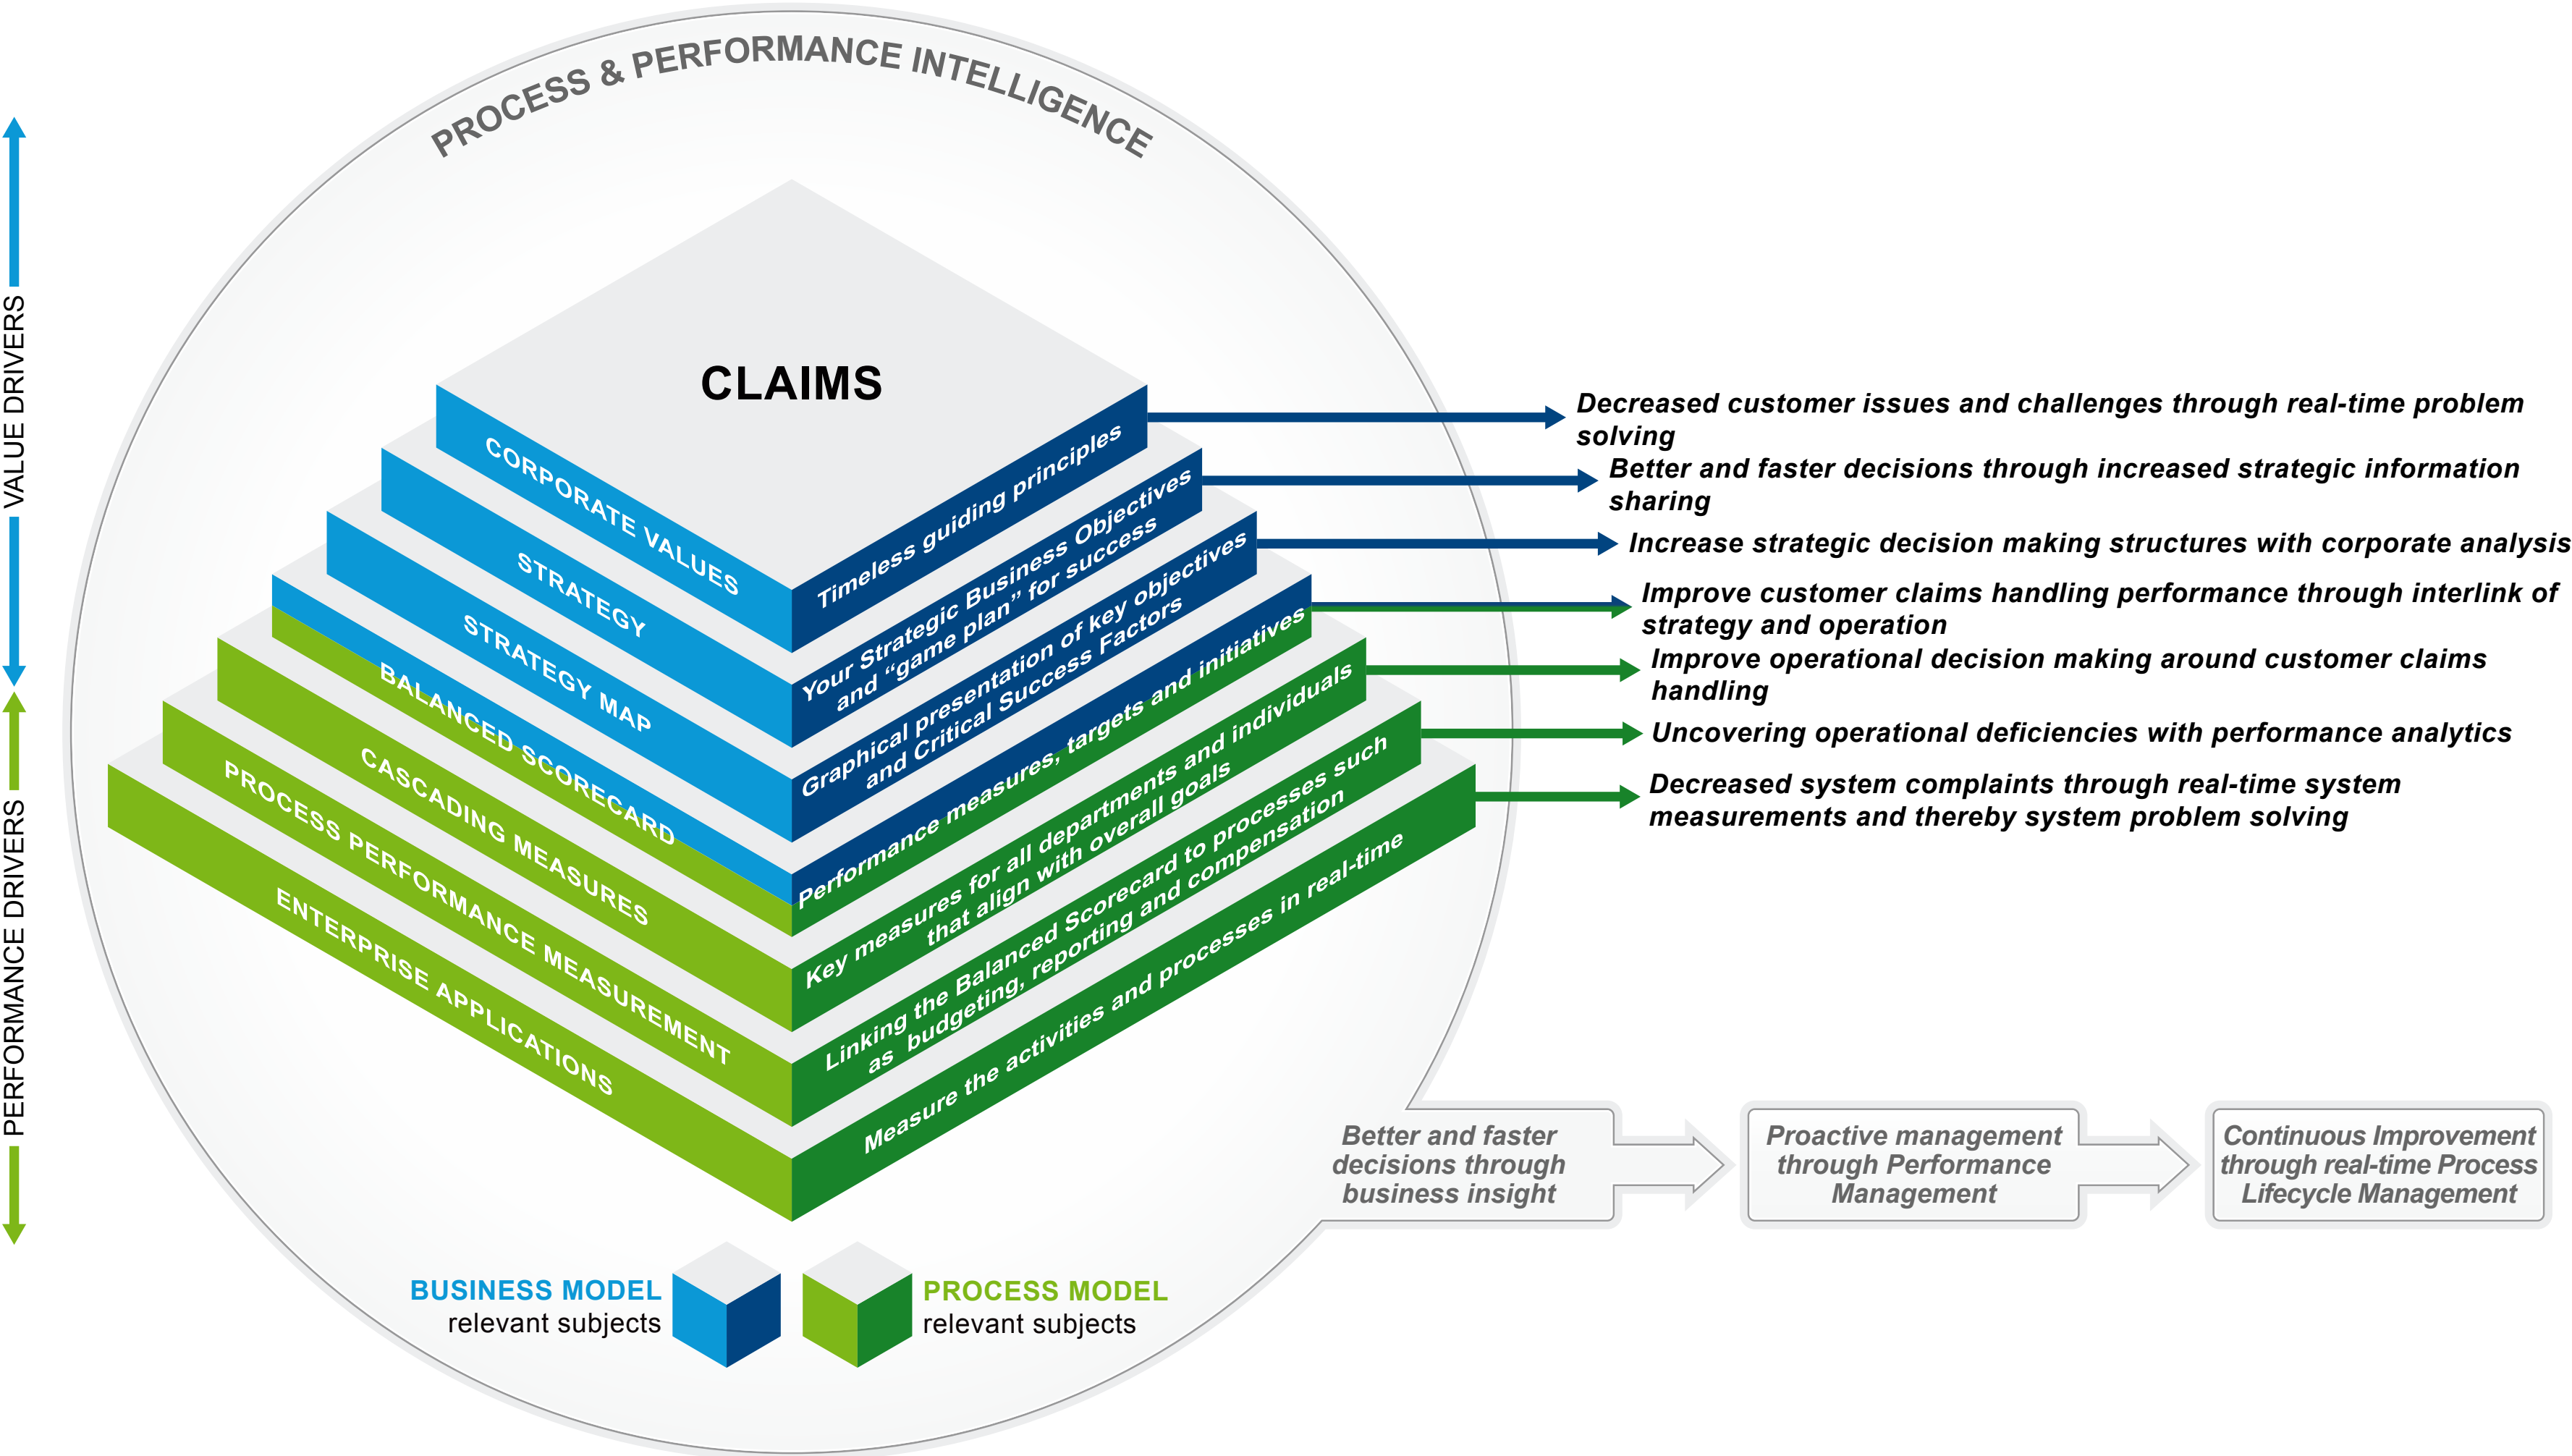 PROCESS & PERFORMANCE INTELLIGENCE
VALUE DRIVERS
PERFORMANCE DRIVERS
CLAIMS
CORPORATE VALUES
Timeless guiding principles
STRATEGY
Your Strategic Business Objectives
and “game plan” for success
STRATEGY MAP
Graphical presentation of key objectives
and Critical Success Factors
BALANCED SCORECARD
Performance measures, targets and initiatives
CASCADING MEASURES
Key measures for all departments and individuals
that align with overall goals
PROCESS PERFORMANCE MEASUREMENT
Linking the Balanced Scorecard to processes such
as budgeting, reporting and compensation
ENTERPRISE APPLICATIONS
Measure the activities and processes in real-time
Decreased customer issues and challenges through real-time problem
solving
Better and faster decisions through increased strategic information
sharing
Increase strategic decision making structures with corporate analysis
Improve customer claims handling performance through interlink of
strategy and operation
Improve operational decision making around customer claims
handling
Uncovering operational deficiencies with performance analytics
Decreased system complaints through real-time system
measurements and thereby system problem solving
Better and faster
decisions through
business insight
Proactive management
through Performance
Management
Continuous Improvement
through real-time Process
Lifecycle Management
BUSINESS MODEL
relevant subjects
PROCESS MODEL
relevant subjects